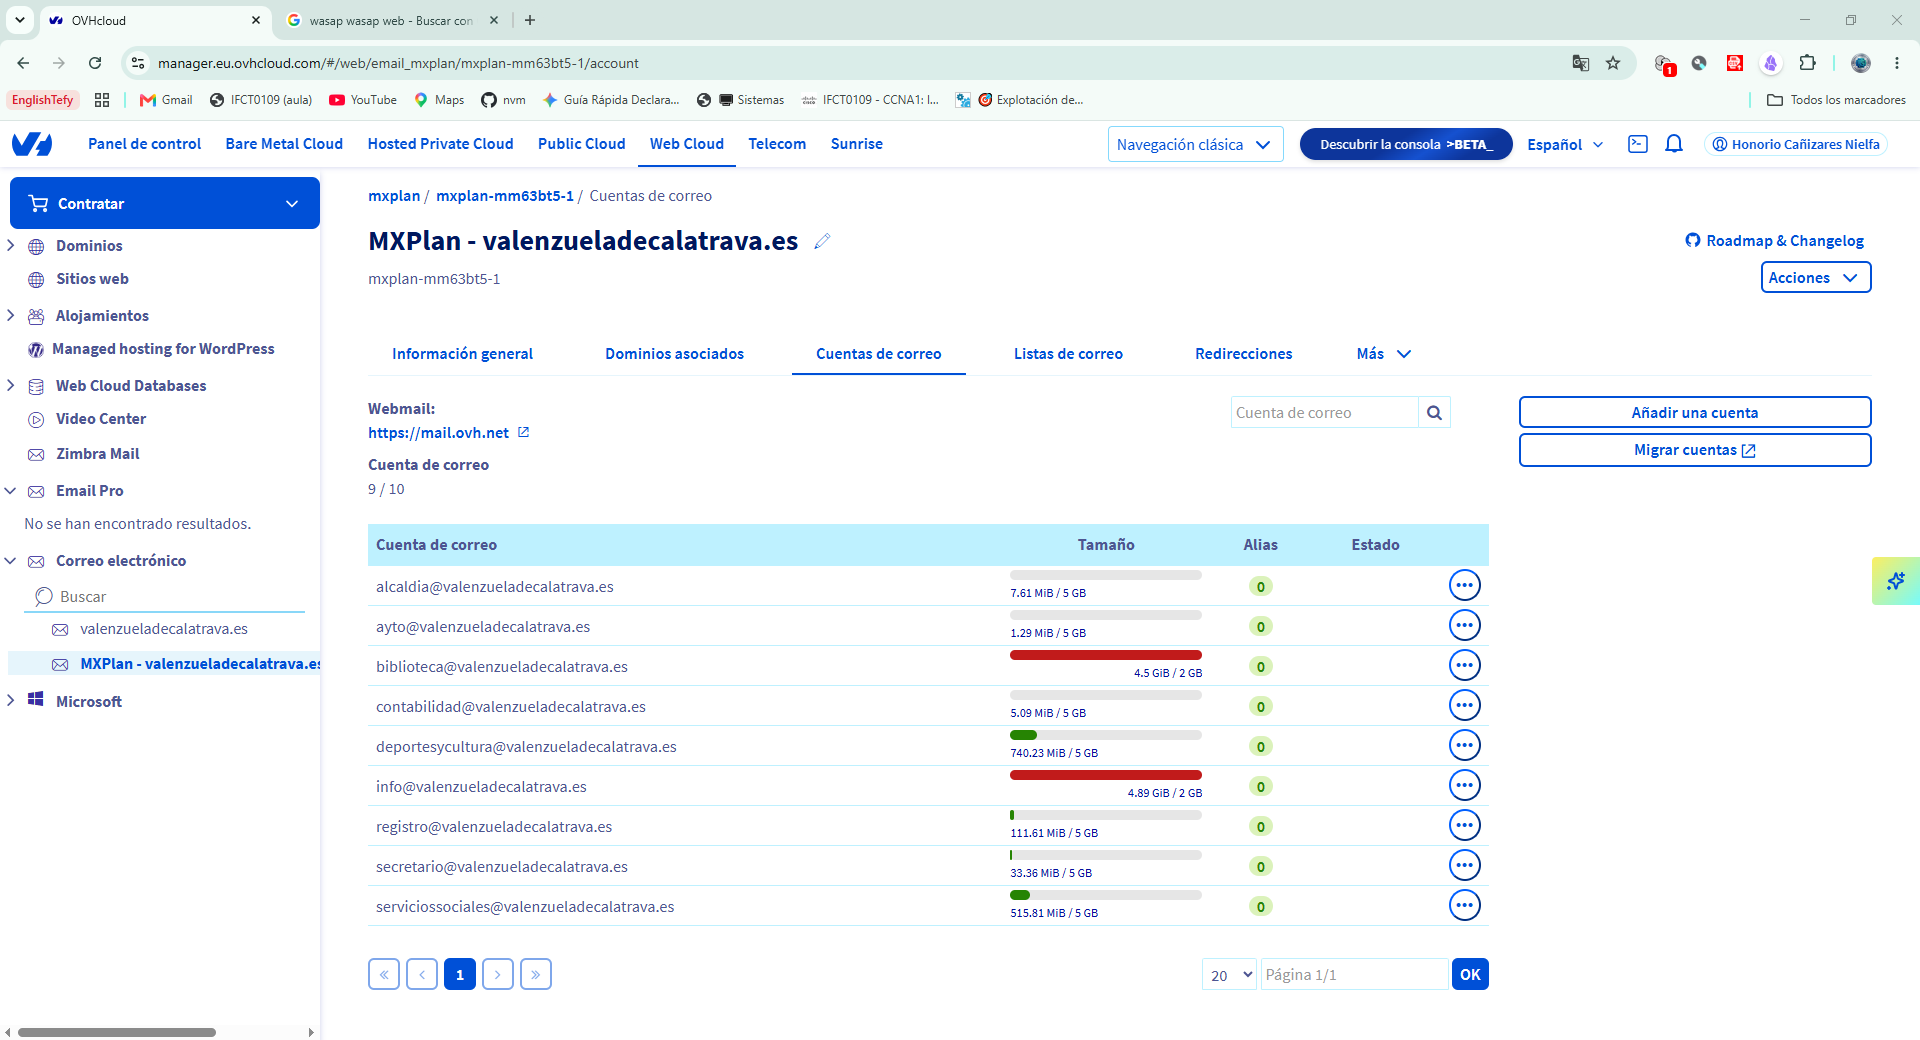 OVHcloud
wasap wasap web - Buscar con
manager.eu.ovhcloud.com/#/web/email_mxplan/mxplan-mm63bt5-1/account
1
EnglishTefy
Gmail
IFCT0109 (aula)
YouTube
Maps
nvm
Guía Rápida Declara...
Sistemas
IFCT0109 - CCNA1: I...
Explotación de...
Todos los marcadores
Panel de control
Bare Metal Cloud
Hosted Private Cloud
Public Cloud
Web Cloud
Telecom
Sunrise
Navegación clásica
Descubrir la consola >BETA_
Español
Honorio Cañizares Nielfa
Contratar
Dominios
Sitios web
Alojamientos
Managed hosting for WordPress
Web Cloud Databases
Video Center
Zimbra Mail
Email Pro
No se han encontrado resultados.
Correo electrónico
Buscar
valenzueladecalatrava.es
MXPlan - valenzueladecalatrava.es
Microsoft
mxplan / mxplan-mm63bt5-1 / Cuentas de correo
MXPlan - valenzueladecalatrava.es
mxplan-mm63bt5-1
Roadmap & Changelog
Acciones
Información general
Dominios asociados
Cuentas de correo
Listas de correo
Redirecciones
Más
Webmail:
https://mail.ovh.net
Cuenta de correo
9 / 10
Cuenta de correo
Añadir una cuenta
Migrar cuentas
Cuenta de correo Tamaño Alias Estado
alcaldia@valenzueladecalatrava.es 7.61 MiB / 5 GB 0
ayto@valenzueladecalatrava.es 1.29 MiB / 5 GB 0
biblioteca@valenzueladecalatrava.es 4.5 GiB / 2 GB 0
contabilidad@valenzueladecalatrava.es 5.09 MiB / 5 GB 0
deportesycultura@valenzueladecalatrava.es 740.23 MiB / 5 GB 0
info@valenzueladecalatrava.es 4.89 GiB / 2 GB 0
registro@valenzueladecalatrava.es 111.61 MiB / 5 GB 0
secretario@valenzueladecalatrava.es 33.36 MiB / 5 GB 0
serviciossociales@valenzueladecalatrava.es 515.81 MiB / 5 GB 0
« ‹ 1 › »
20
Página 1/1
OK